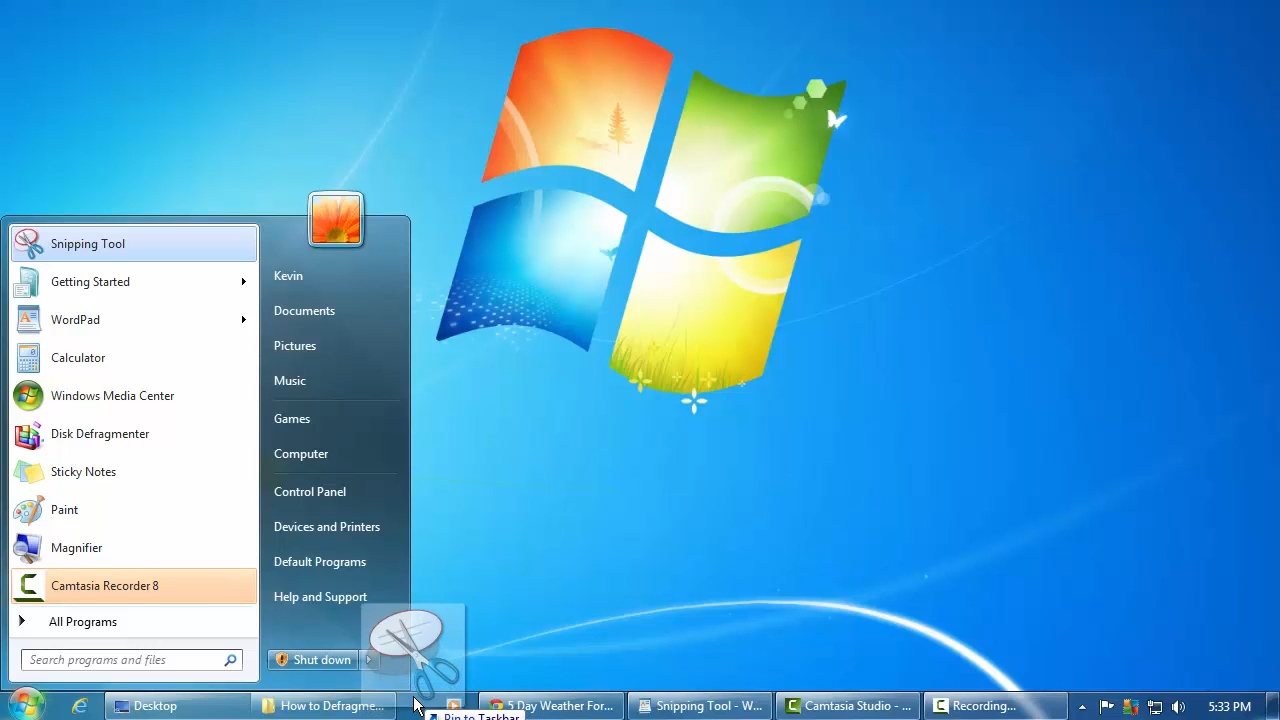 Snipping Tool
Getting Started
WordPad
Calculator
Windows Media Center
Disk Defragmenter
Sticky Notes
Paint
Magnifier
Camtasia Recorder 8
All Programs
Search programs and files
Kevin
Documents
Pictures
Music
Games
Computer
Control Panel
Devices and Printers
Default Programs
Help and Support
Shut down
Pin to Taskbar
Desktop
How to Defragme...
5 Day Weather For...
Snipping Tool - W...
Camtasia Studio - ...
Recording...
5:33 PM